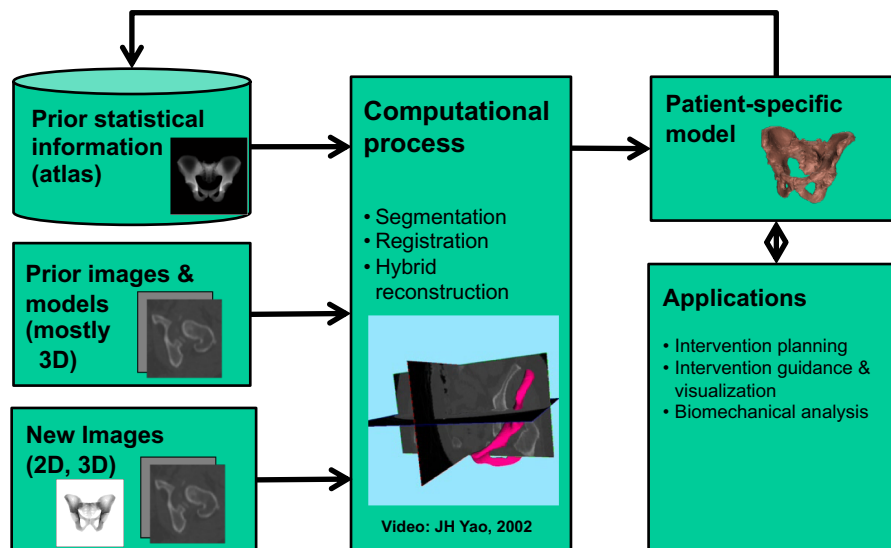 Prior statistical
information
(atlas)
Prior images &
models
(mostly
3D)
New Images
(2D, 3D)
Computational
process
• Segmentation
• Registration
• Hybrid
reconstruction
Video: JH Yao, 2002
Patient-specific
model
Applications
• Intervention planning
• Intervention guidance &
visualization
• Biomechanical analysis